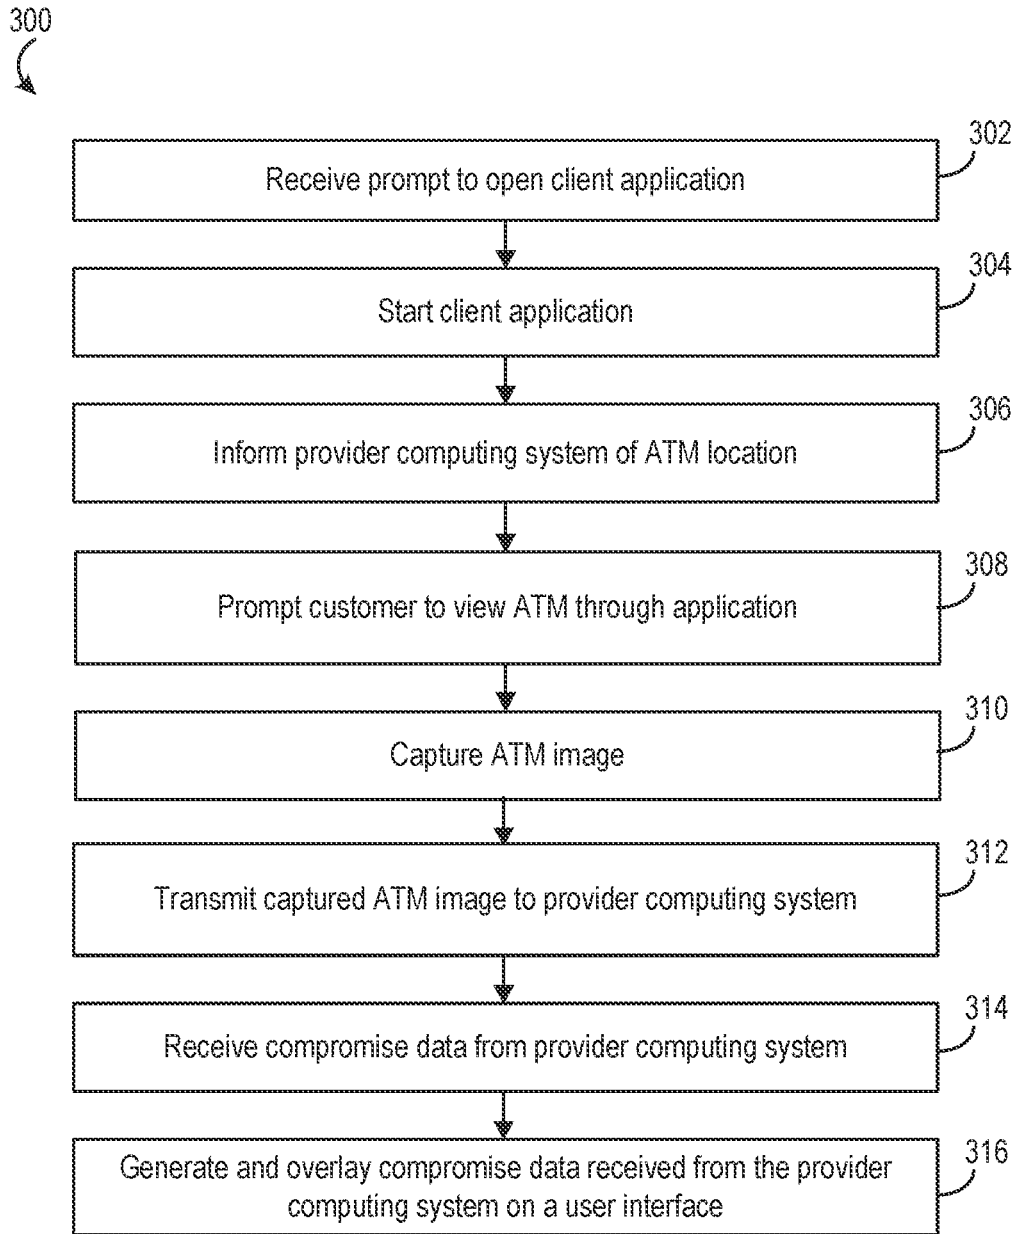 300
302
Receive prompt to open client application
304
Start client application
306
Inform provider computing system of ATM location
308
Prompt customer to view ATM through application
310
Capture ATM image
312
Transmit captured ATM image to provider computing system
314
Receive compromise data from provider computing system
316
Generate and overlay compromise data received from the provider
computing system on a user interface